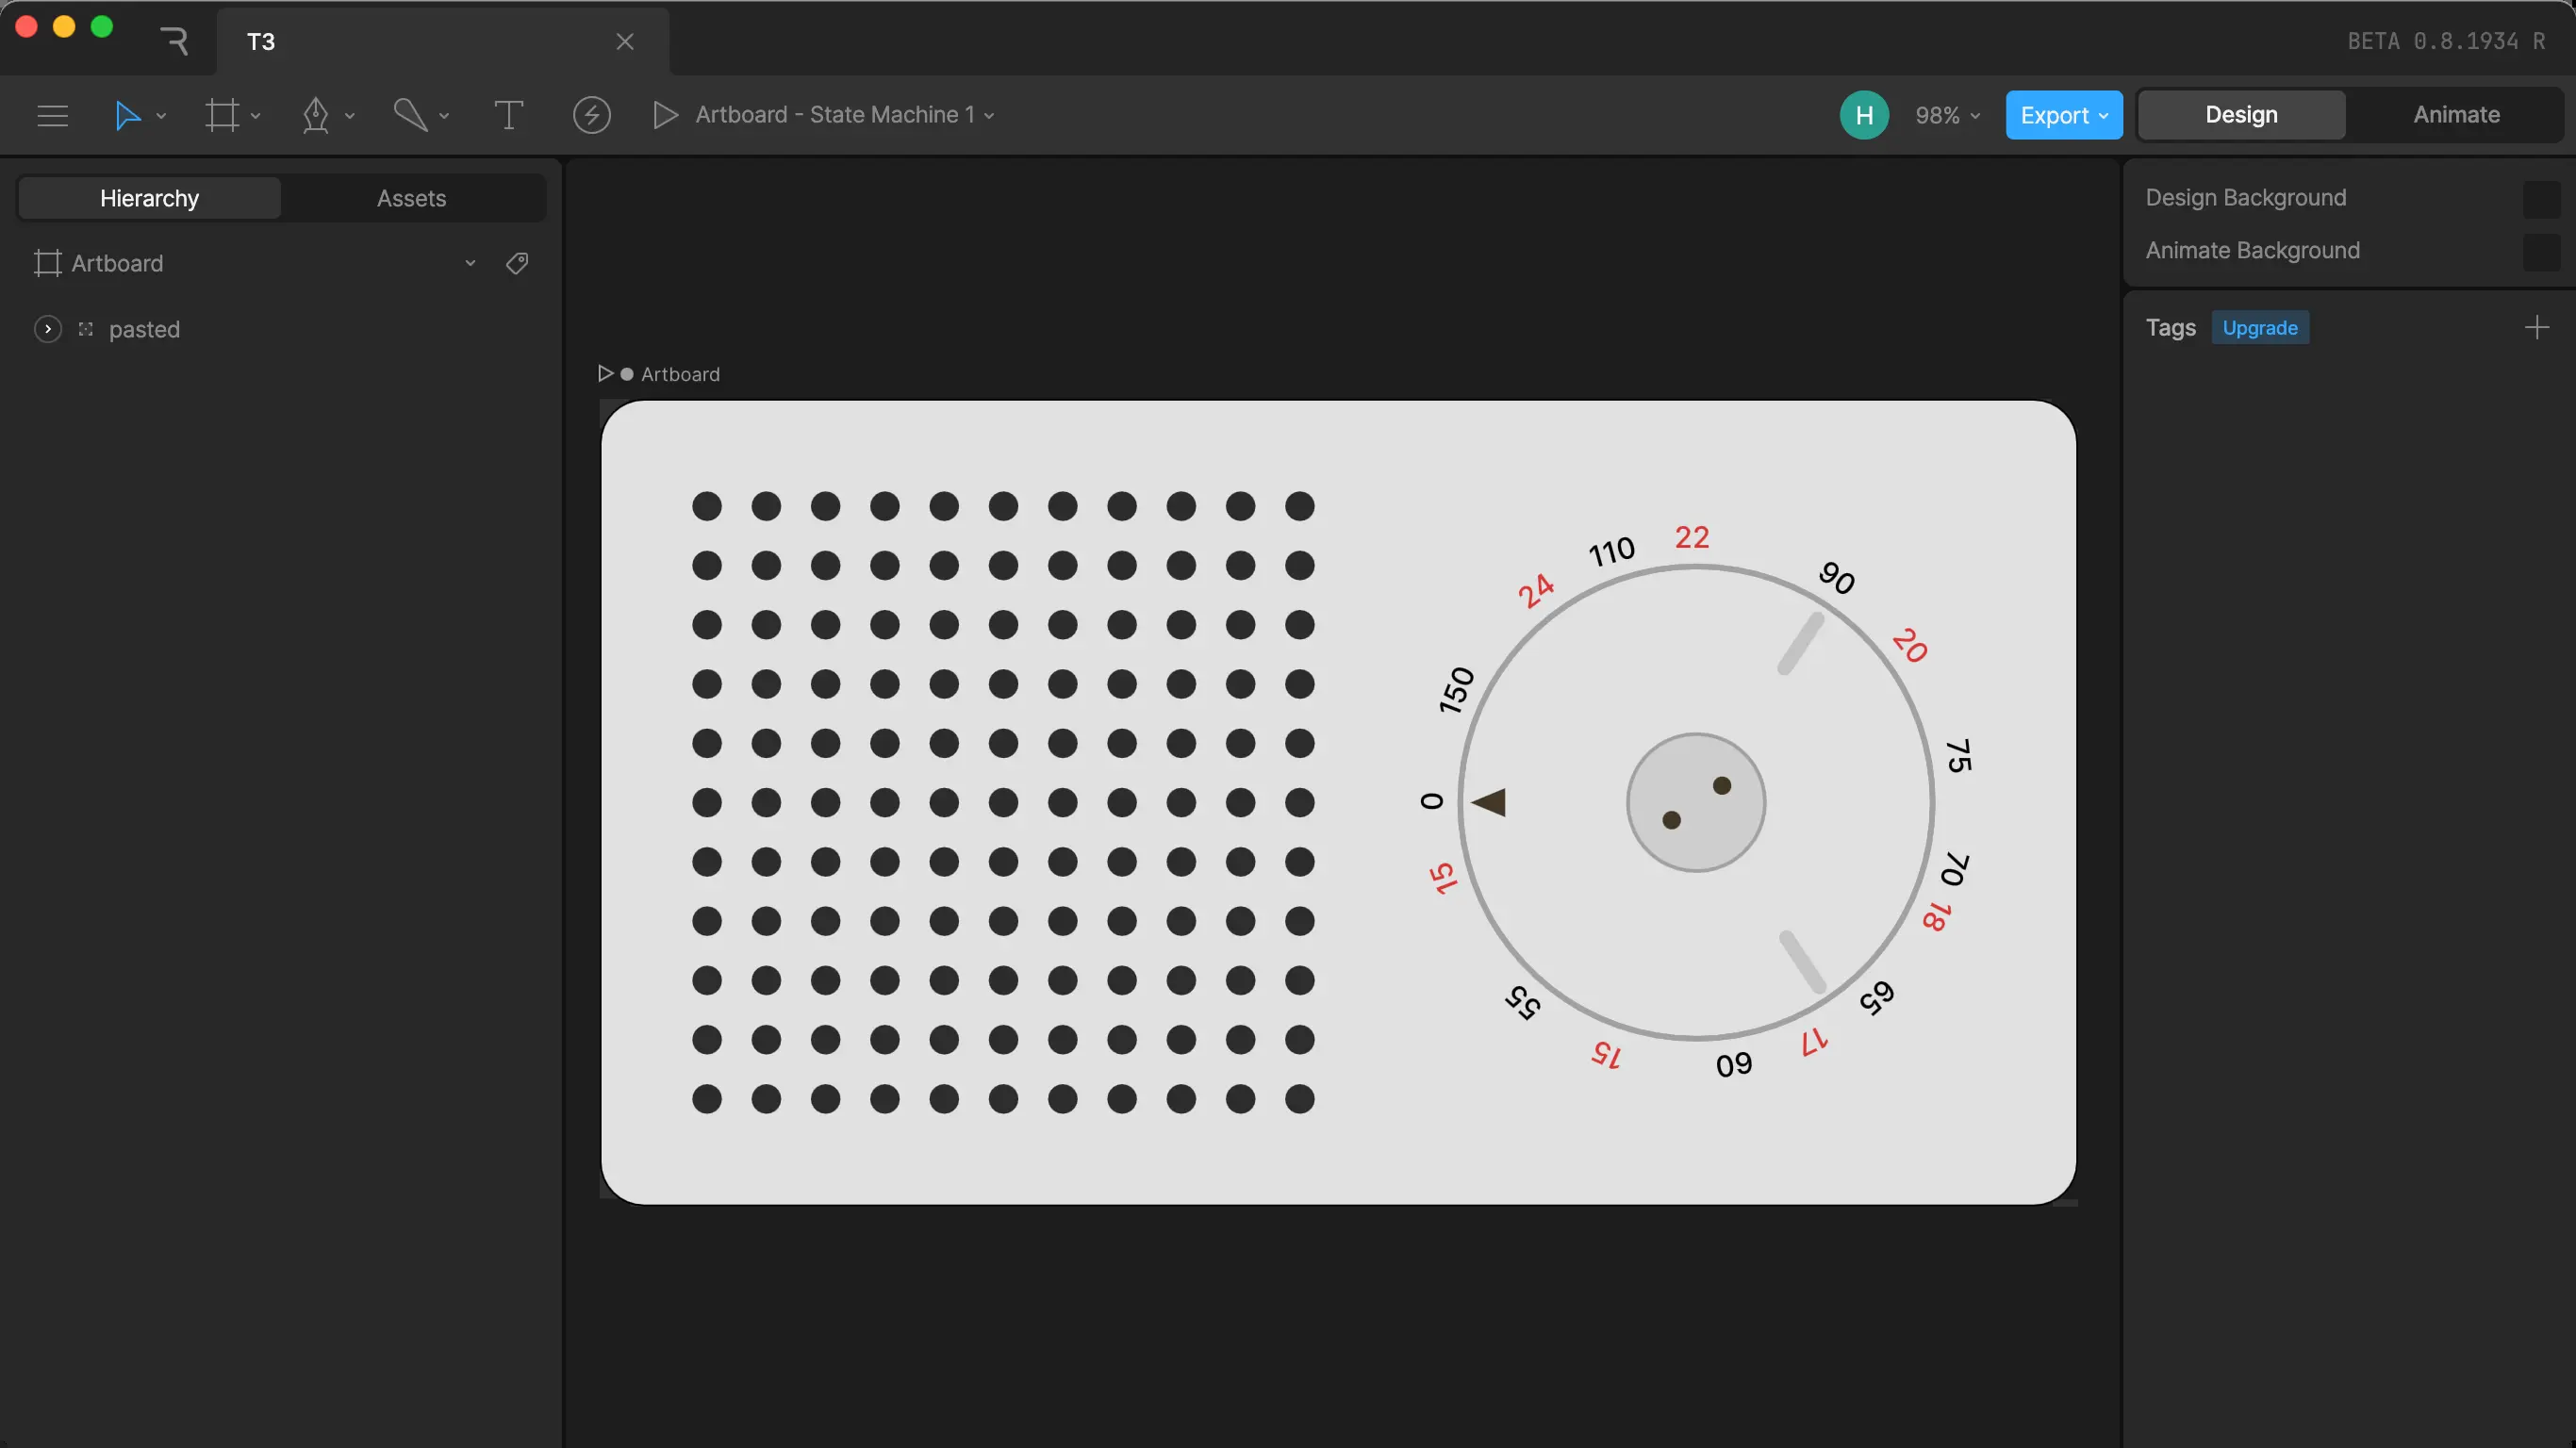 T3
BETA 0.8.1934 R
Artboard - State Machine 1
H
98%
Export
Design
Animate
Hierarchy
Assets
Artboard
pasted
Design Background
Animate Background
Tags
Upgrade
Artboard
22
110
90
24
20
150
75
0
70
15
18
55
65
15
17
60